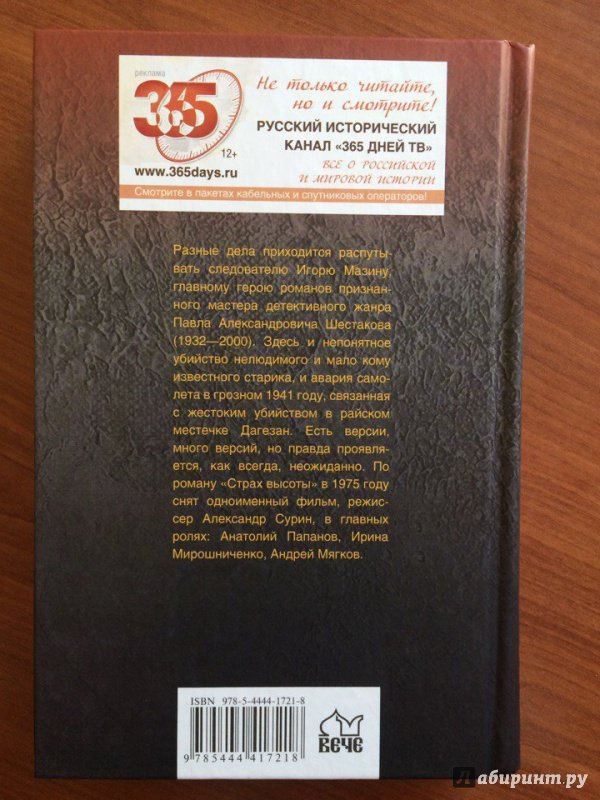 реклама
365
12+
www.365days.ru
Не только читайте,
но и смотрите!
РУССКИЙ ИСТОРИЧЕСКИЙ
КАНАЛ «365 ДНЕЙ ТВ»
ВСЕ О РОССИЙСКОЙ
И МИРОВОЙ ИСТОРИИ
Смотрите в пакетах кабельных и спутниковых операторов!
Разные дела приходится распуты-
вать следователю Игорю Мазину,
главному герою романов признан-
ного мастера детективного жанра
Павла Александровича Шестакова
(1932—2000). Здесь и непонятное
убийство нелюдимого и мало кому
известного старика, и авария само-
лета в грозном 1941 году, связанная
с жестоким убийством в райском
местечке Дагезан. Есть версии,
много версий, но правда проявля-
ется, как всегда, неожиданно. По
роману «Страх высоты» в 1975 году
снят одноименный фильм, режис-
сер Александр Сурин, в главных
ролях: Анатолий Папанов, Ирина
Мирошниченко, Андрей Мягков.
ISBN 978-5-4444-1721-8
9 785444 417218
ВЕЧЕ
Лабиринт.ру